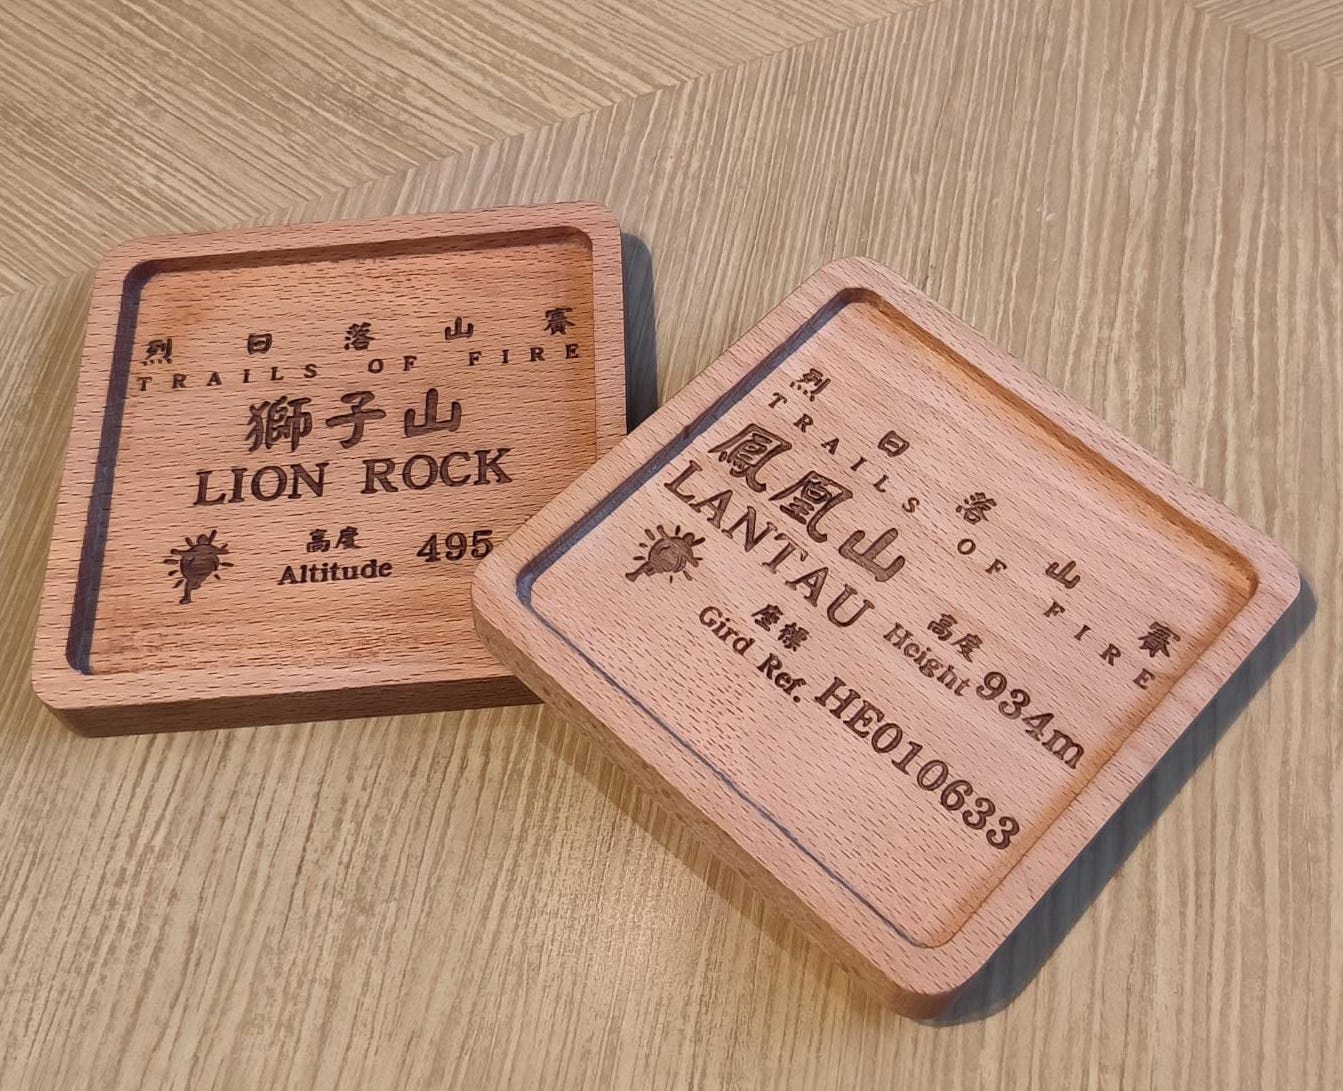 烈日落山賽
TRAILS OF FIRE
獅子山
LION ROCK
高度
Altitude 495
烈日落山賽
TRAILS OF FIRE
鳳凰山
LANTAU
高度
Height 934m
座標
Gird Ref. HE010633